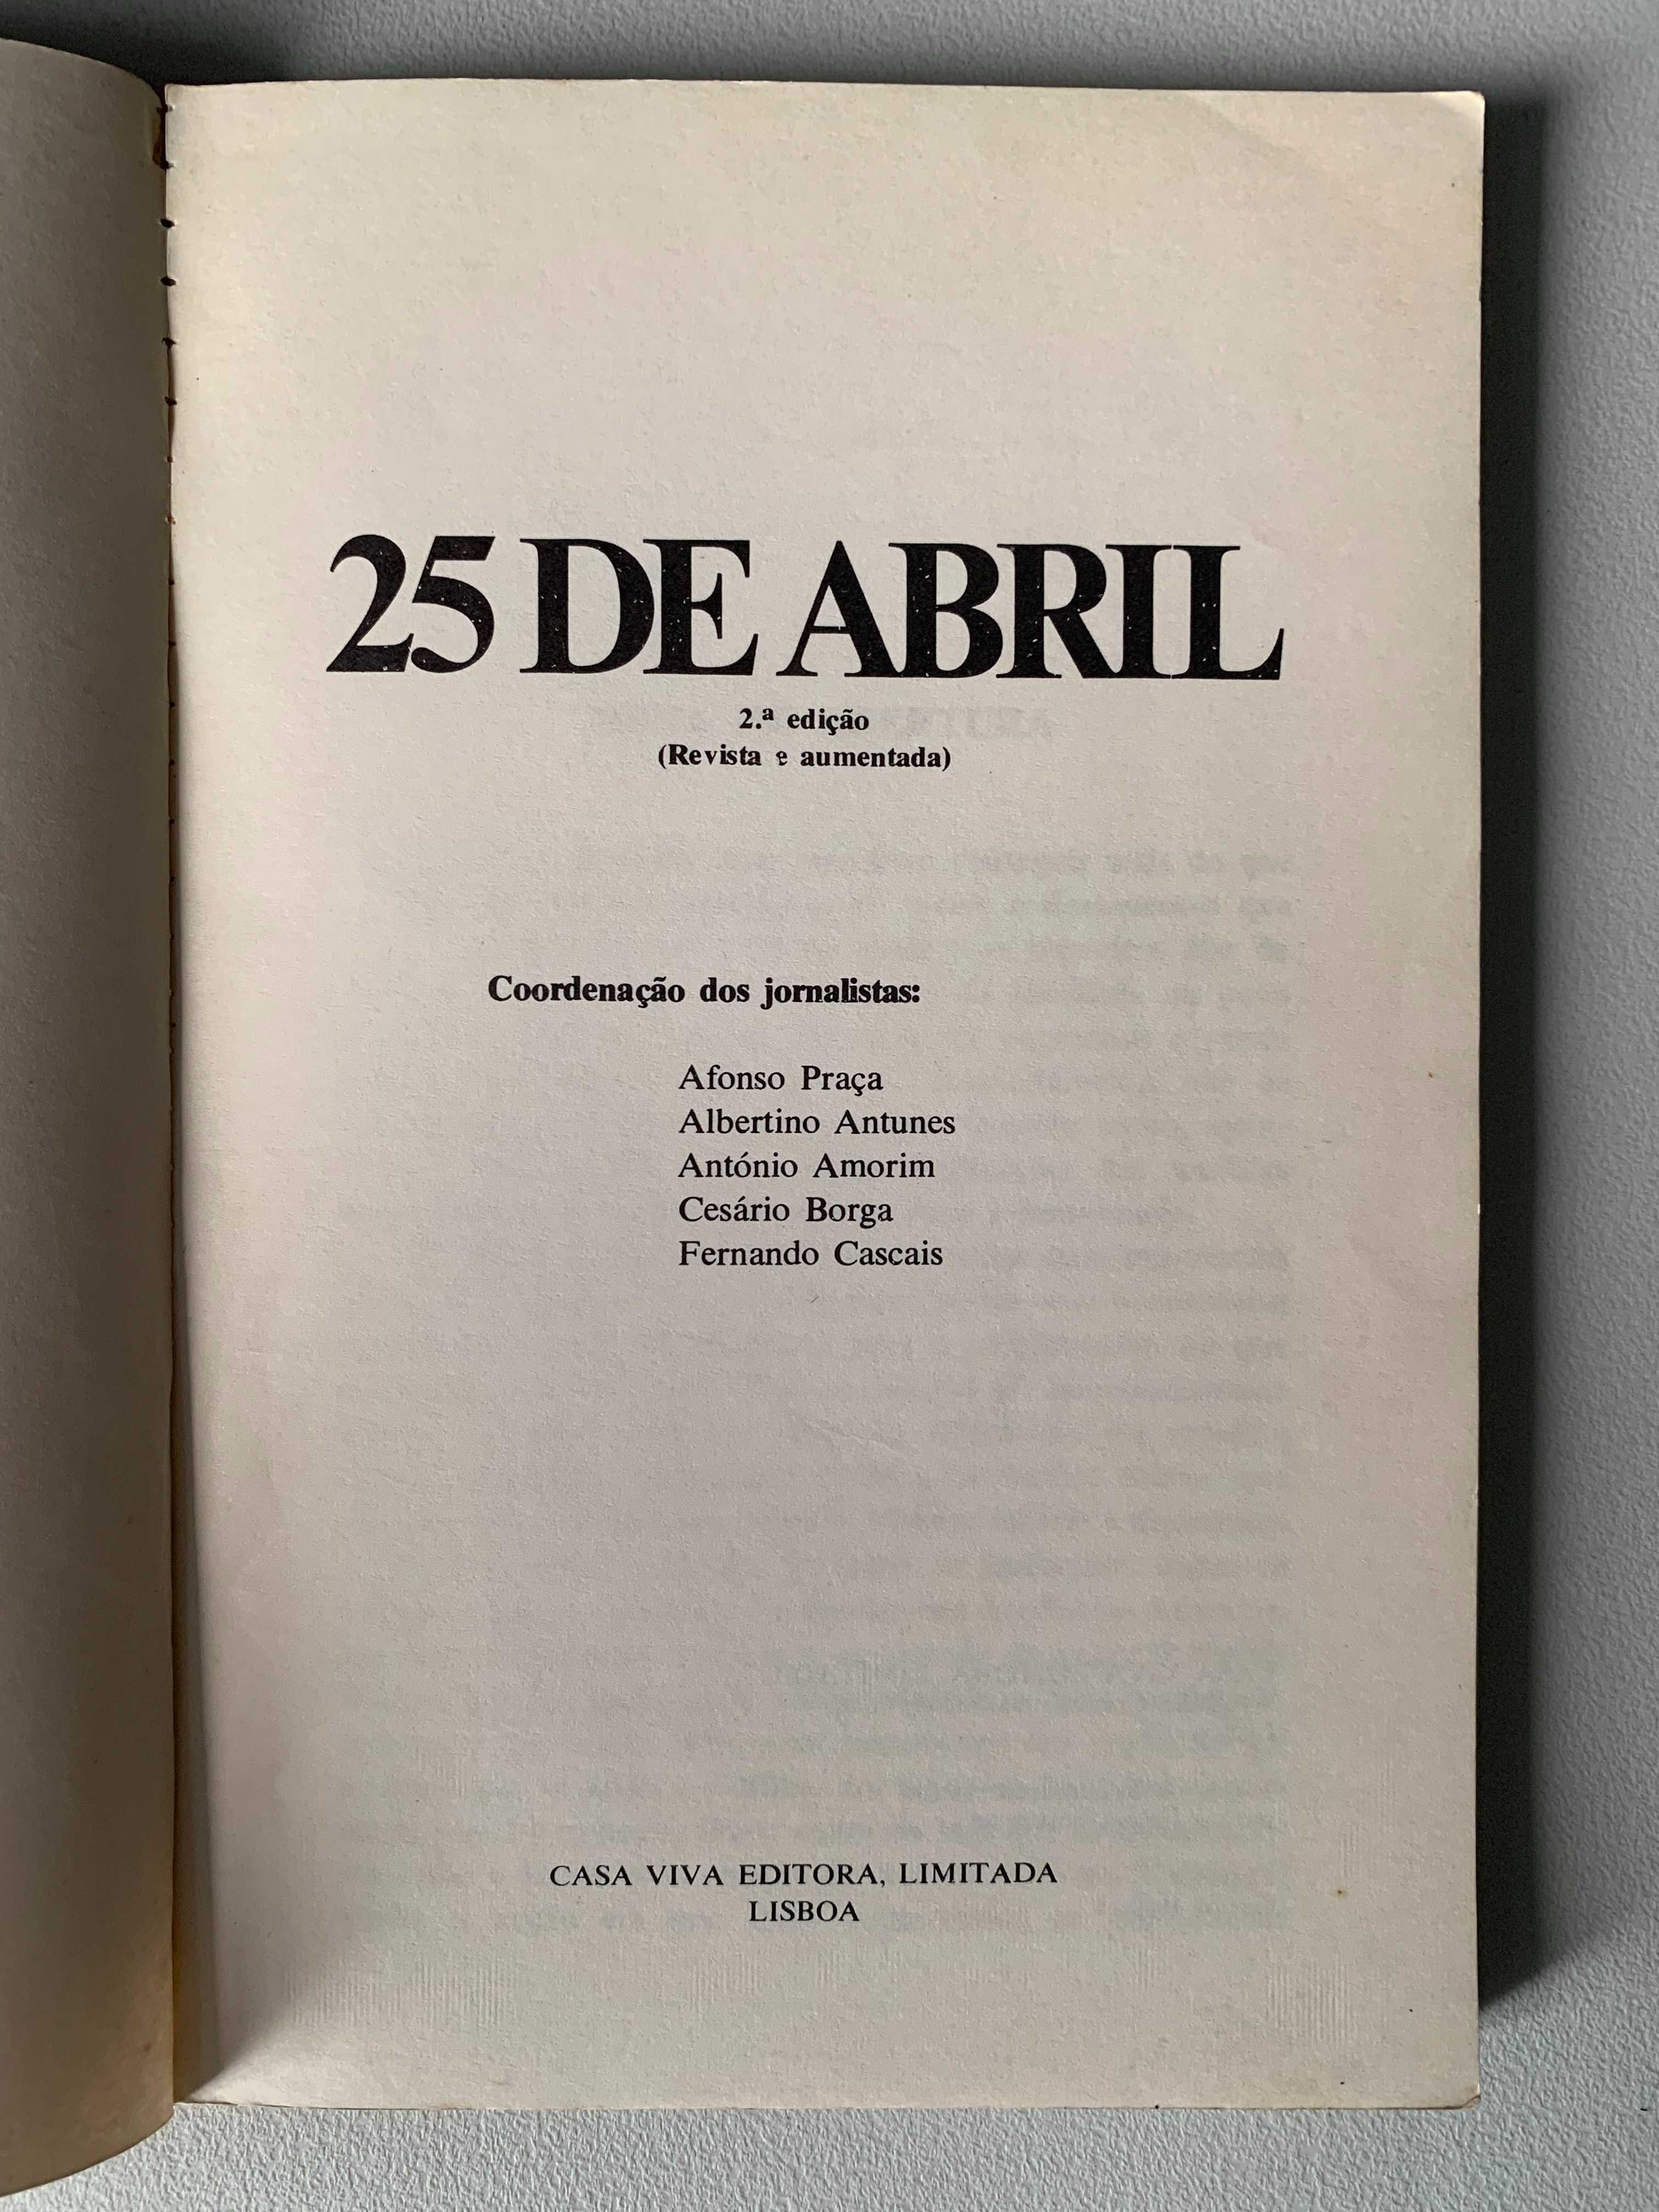 25 DE ABRIL
2.ª edição
(Revista e aumentada)
Coordenação dos jornalistas:
Afonso Praça
Albertino Antunes
António Amorim
Cesário Borga
Fernando Cascais
CASA VIVA EDITORA, LIMITADA
LISBOA